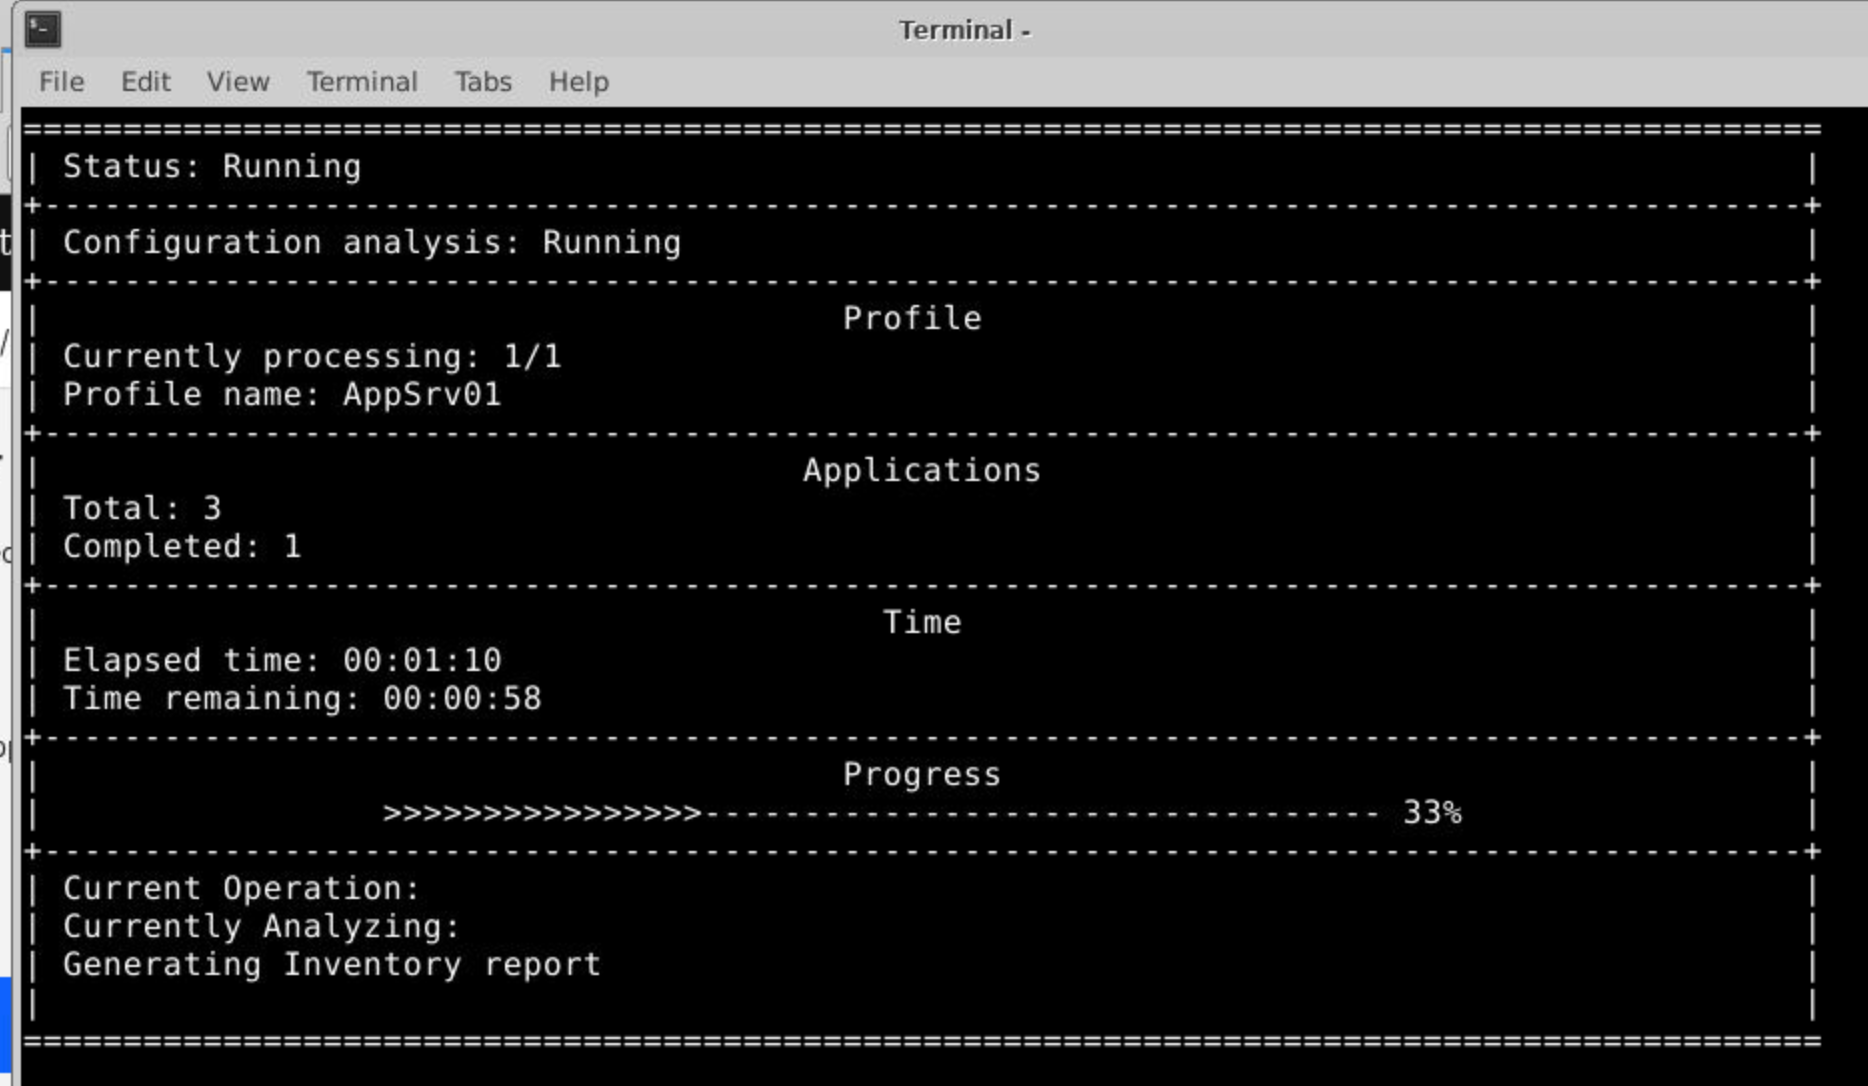 Terminal -
File Edit View Terminal Tabs Help
==========================================================================================
| Status: Running |
+----------------------------------------------------------------------------------------+
| Configuration analysis: Running |
+----------------------------------------------------------------------------------------+
| Profile |
| Currently processing: 1/1 |
| Profile name: AppSrv01 |
+----------------------------------------------------------------------------------------+
| Applications |
| Total: 3 |
| Completed: 1 |
+----------------------------------------------------------------------------------------+
| Time |
| Elapsed time: 00:01:10 |
| Time remaining: 00:00:58 |
+----------------------------------------------------------------------------------------+
| Progress |
| >>>>>>>>>>>>>>>>---------------------------------- 33% |
+----------------------------------------------------------------------------------------+
| Current Operation: |
| Currently Analyzing: |
| Generating Inventory report |
| |
==========================================================================================